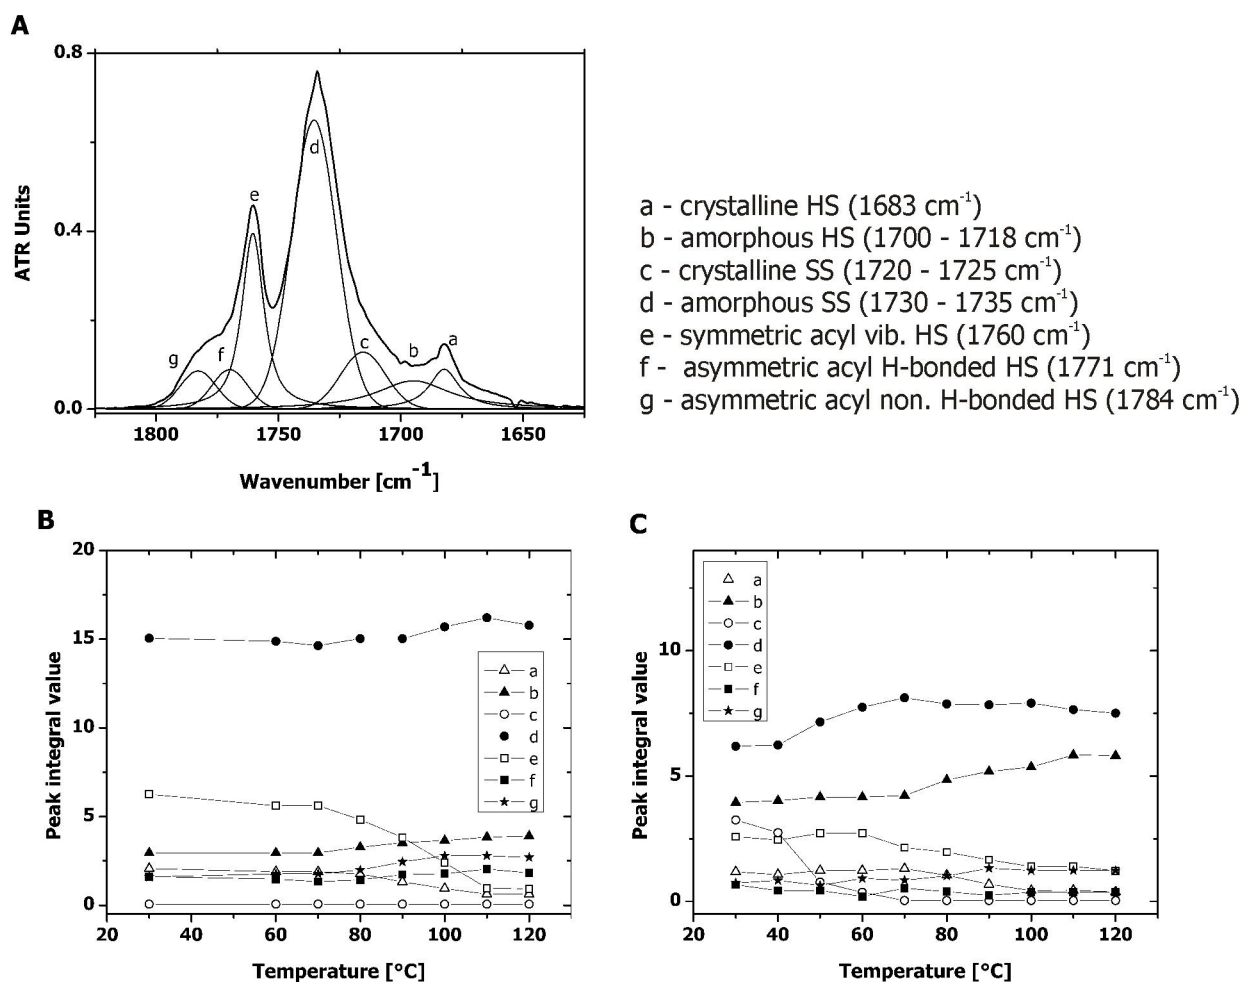 A
0.8
0.4
0.0
ATR Units
e
d
g
f
c
b
a
1800
1750
1700
1650
Wavenumber [cm-1]
a - crystalline HS (1683 cm-1)
b - amorphous HS (1700 - 1718 cm-1)
c - crystalline SS (1720 - 1725 cm-1)
d - amorphous SS (1730 - 1735 cm-1)
e - symmetric acyl vib. HS (1760 cm-1)
f - asymmetric acyl H-bonded HS (1771 cm-1)
g - asymmetric acyl non. H-bonded HS (1784 cm-1)
B
20
15
10
5
0
Peak integral value
a
b
c
d
e
f
g
20
40
60
80
100
120
Temperature [°C]
C
10
5
0
Peak integral value
a
b
c
d
e
f
g
20
40
60
80
100
120
Temperature [°C]